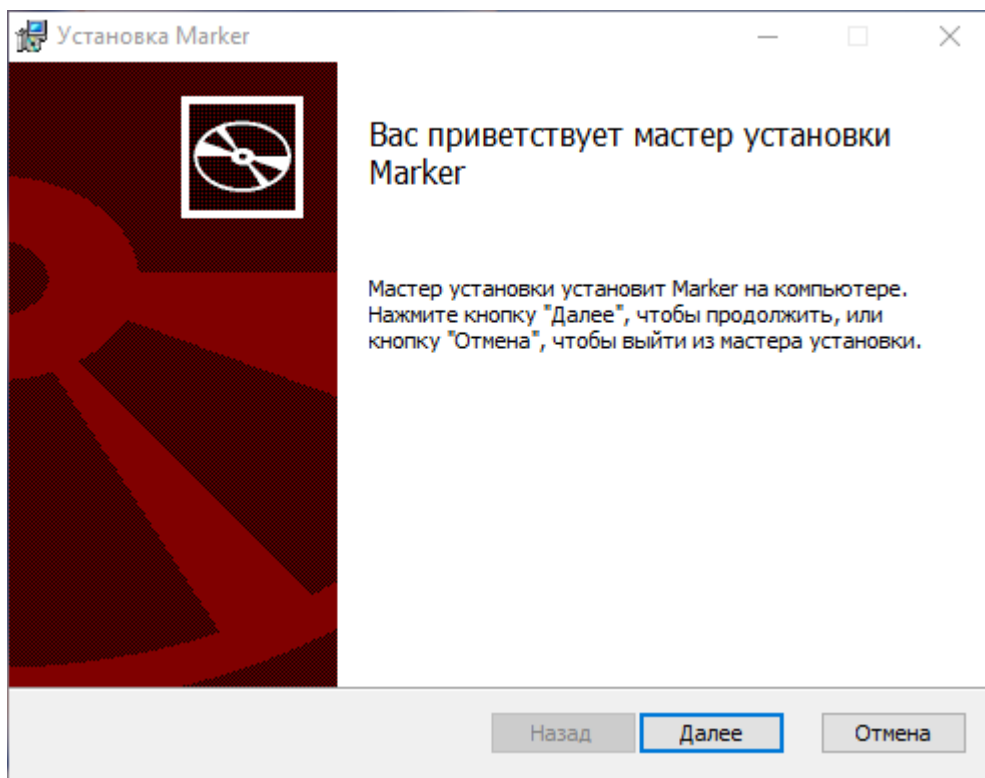 Установка Marker
Вас приветствует мастер установки
Marker
Мастер установки установит Marker на компьютере.
Нажмите кнопку "Далее", чтобы продолжить, или
кнопку "Отмена", чтобы выйти из мастера установки.
Назад Далее Отмена